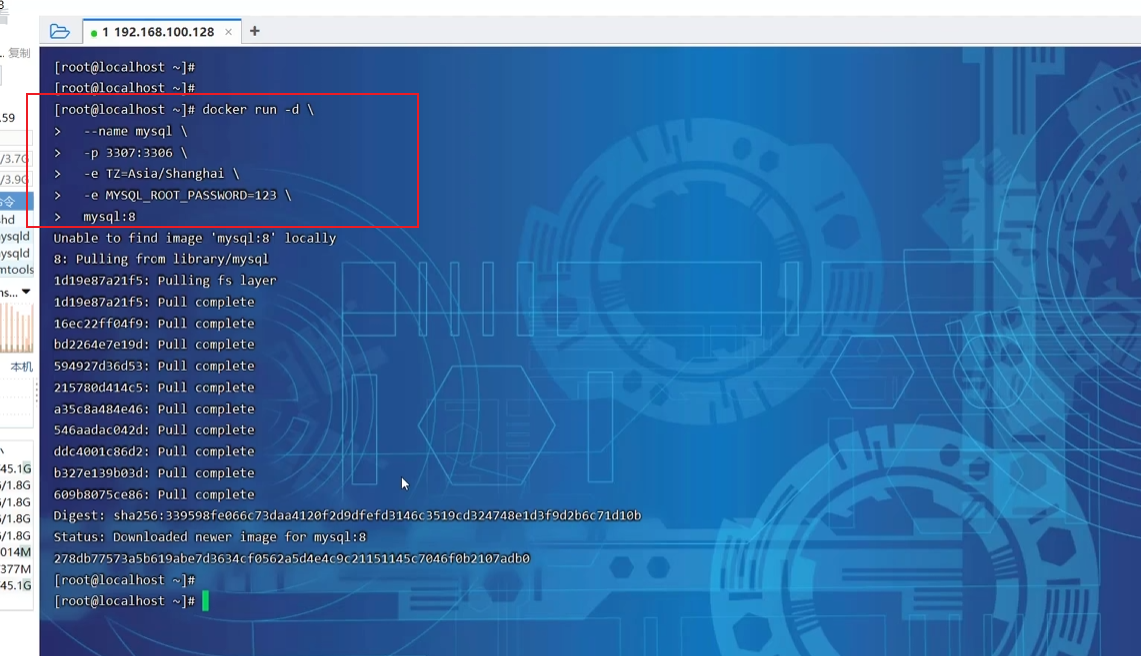 3
1 192.168.100.128 × +
复制
[root@localhost ~]#
[root@localhost ~]#
[root@localhost ~]# docker run -d \
>   --name mysql \
>   -p 3307:3306 \
>   -e TZ=Asia/Shanghai \
>   -e MYSQL_ROOT_PASSWORD=123 \
>   mysql:8
Unable to find image 'mysql:8' locally
8: Pulling from library/mysql
1d19e87a21f5: Pulling fs layer
1d19e87a21f5: Pull complete
16ec22ff04f9: Pull complete
bd2264e7e19d: Pull complete
594927d36d53: Pull complete
215780d414c5: Pull complete
a35c8a484e46: Pull complete
546aadac042d: Pull complete
ddc4001c86d2: Pull complete
b327e139b03d: Pull complete
609b8075ce86: Pull complete
Digest: sha256:339598fe066c73daa4120f2d9dfefd3146c3519cd324748e1d3f9d2b6c71d10b
Status: Downloaded newer image for mysql:8
278db77573a5b619abe7d3634cf0562a5d4e4c9c21151145c7046f0b2107adb0
[root@localhost ~]#
[root@localhost ~]#
.59
/3.7G
/3.9G
令
hd
ysqld
ysqld
mtools
ns...
本机
45.1G
/1.8G
/1.8G
/1.8G
/1.8G
014M
377M
45.1G